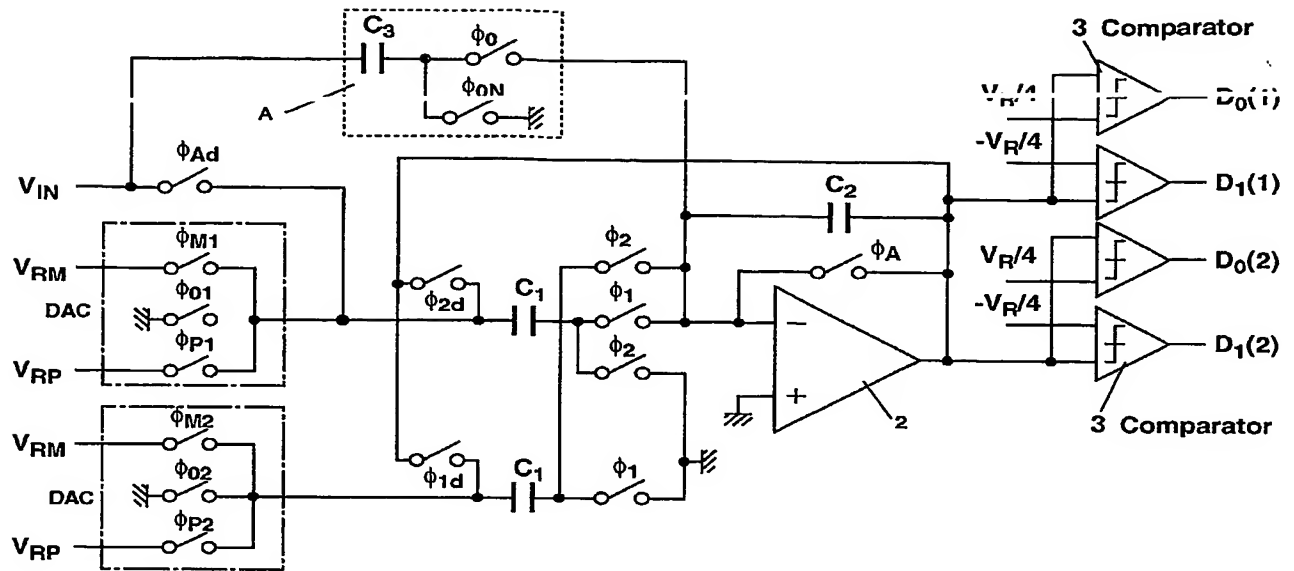 3 Comparator
C3
ϕ0
ϕ0N
A
D0(1)
-VR/4
D1(1)
ϕAd
VIN
C2
ϕM1
VRM
ϕ2
ϕA
VR/4
D0(2)
DAC
ϕ01
ϕ2d
C1
ϕ1
-VR/4
ϕP1
VRP
ϕ2
−
+
2
D1(2)
3 Comparator
ϕM2
VRM
ϕ1d
C1
ϕ1
DAC
ϕ02
ϕP2
VRP